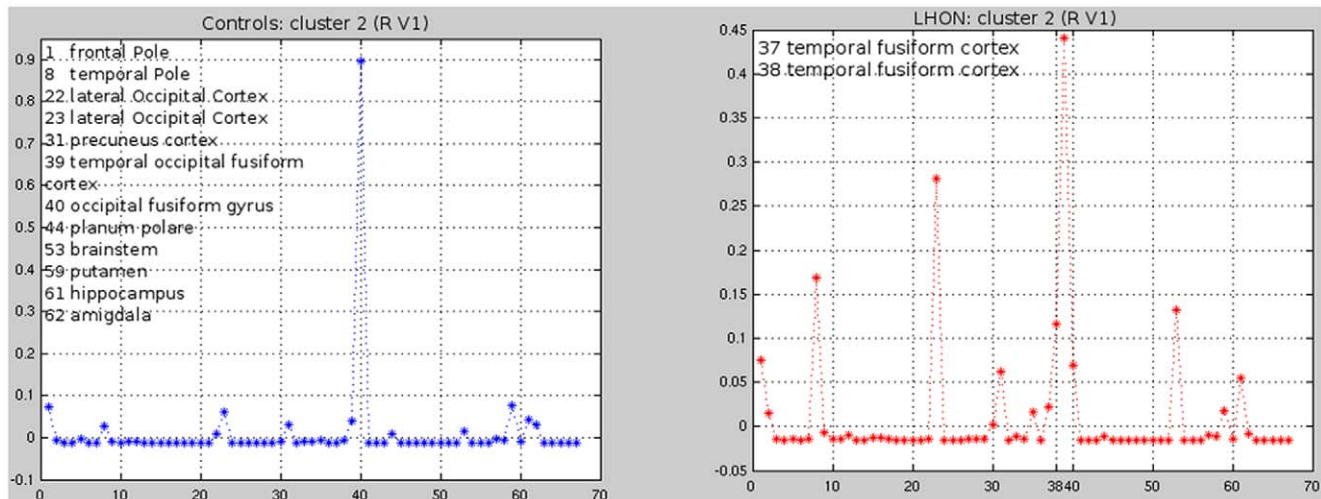 Controls: cluster 2 (R V1)
1 frontal Pole
8 temporal Pole
22 lateral Occipital Cortex
23 lateral Occipital Cortex
31 precuneus cortex
39 temporal occipital fusiform
cortex
40 occipital fusiform gyrus
44 planum polare
53 brainstem
59 putamen
61 hippocampus
62 amigdala
0.9
0.8
0.7
0.6
0.5
0.4
0.3
0.2
0.1
0
-0.1
0 10 20 30 40 50 60 70
LHON: cluster 2 (R V1)
37 temporal fusiform cortex
38 temporal fusiform cortex
0.45
0.4
0.35
0.3
0.25
0.2
0.15
0.1
0.05
0
-0.05
0 10 20 30 3840 50 60 70